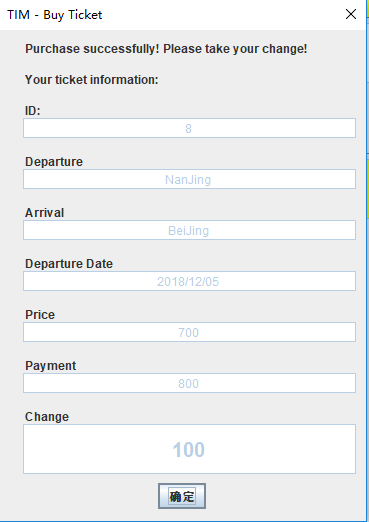 TIM - Buy Ticket
Purchase successfully! Please take your change!
Your ticket information:
ID:
8
Departure
NanJing
Arrival
BeiJing
Departure Date
2018/12/05
Price
700
Payment
800
Change
100
确定